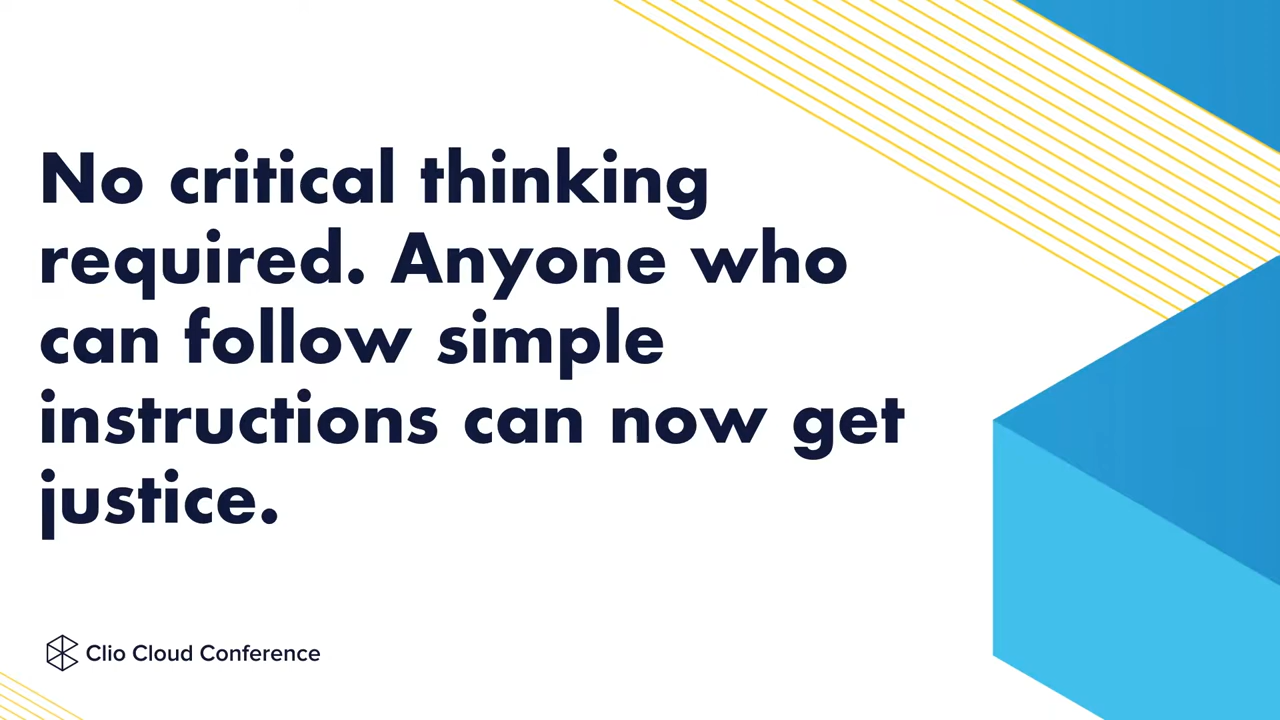 No critical thinking
required. Anyone who
can follow simple
instructions can now get
justice.
Clio Cloud Conference